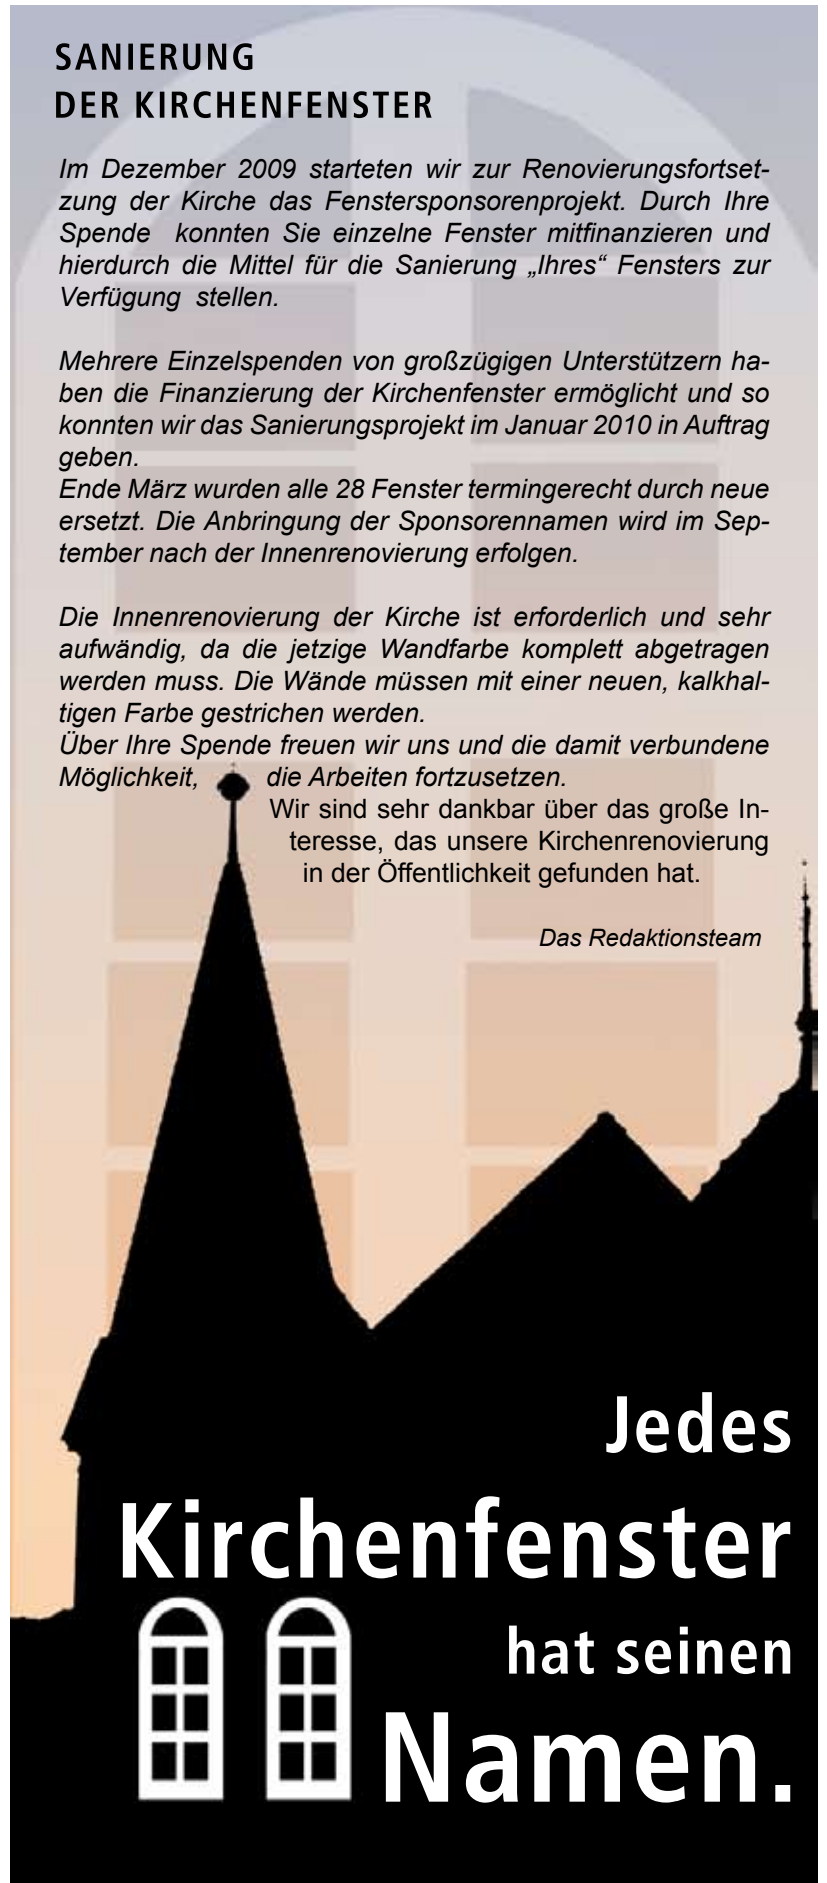 SANIERUNG
DER KIRCHENFENSTER
Im Dezember 2009 starteten wir zur Renovierungsfortset-
zung der Kirche das Fenstersponsorenprojekt. Durch Ihre
Spende konnten Sie einzelne Fenster mitfinanzieren und
hierdurch die Mittel für die Sanierung „Ihres“ Fensters zur
Verfügung stellen.
Mehrere Einzelspenden von großzügigen Unterstützern ha-
ben die Finanzierung der Kirchenfenster ermöglicht und so
konnten wir das Sanierungsprojekt im Januar 2010 in Auftrag
geben.
Ende März wurden alle 28 Fenster termingerecht durch neue
ersetzt. Die Anbringung der Sponsorennamen wird im Sep-
tember nach der Innenrenovierung erfolgen.
Die Innenrenovierung der Kirche ist erforderlich und sehr
aufwändig, da die jetzige Wandfarbe komplett abgetragen
werden muss. Die Wände müssen mit einer neuen, kalkhal-
tigen Farbe gestrichen werden.
Über Ihre Spende freuen wir uns und die damit verbundene
Möglichkeit, die Arbeiten fortzusetzen.
Wir sind sehr dankbar über das große In-
teresse, das unsere Kirchenrenovierung
in der Öffentlichkeit gefunden hat.
Das Redaktionsteam
Jedes
Kirchenfenster
hat seinen
Namen.